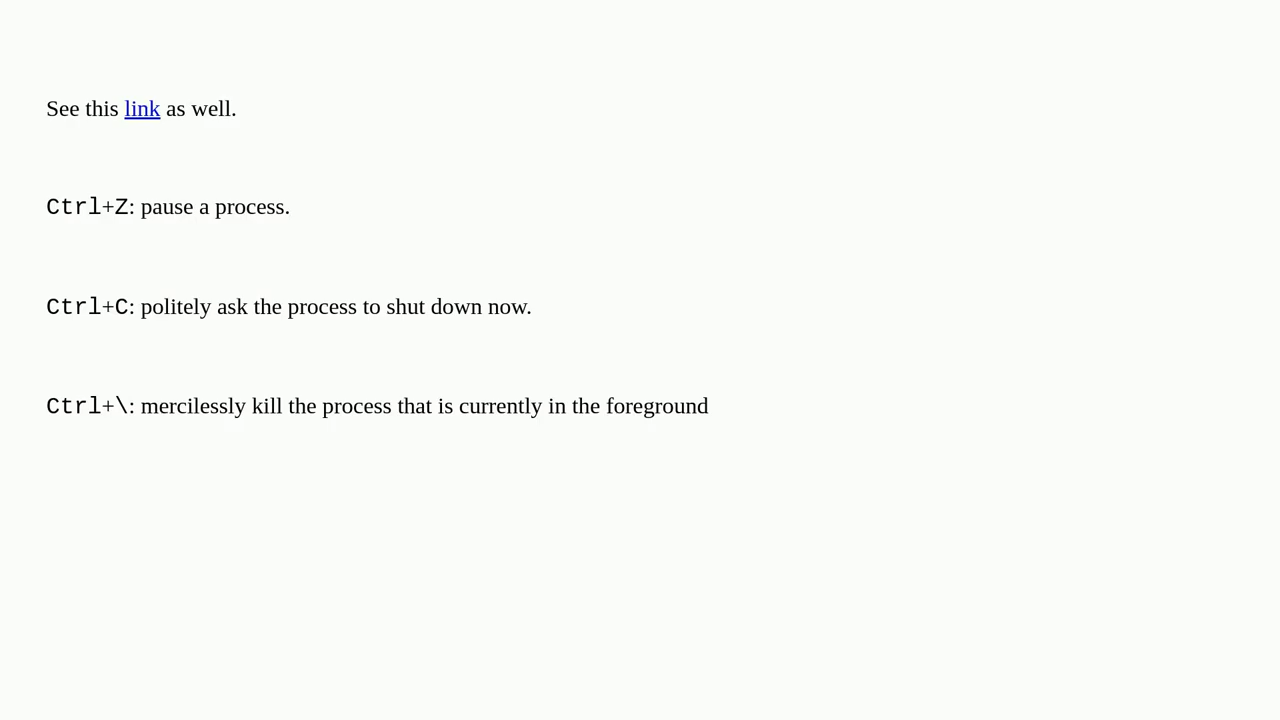 See this link as well.
Ctrl+Z: pause a process.
Ctrl+C: politely ask the process to shut down now.
Ctrl+\: mercilessly kill the process that is currently in the foreground